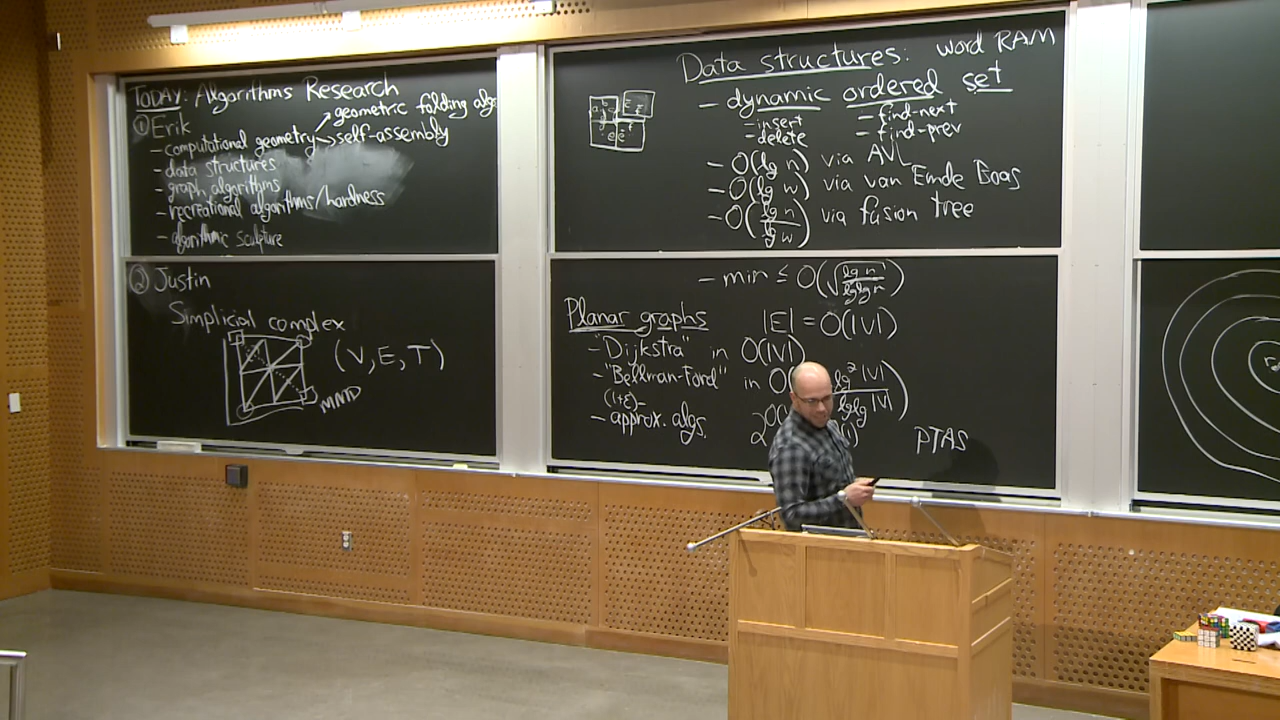 TODAY: Algorithms Research
① Erik
geometric folding algs
– computational geometry → self-assembly
– data structures
– graph algorithms
– recreational algorithms/hardness
– algorithmic sculpture
② Justin
Simplicial complex
(V, E, T)
MMD
Data structures: word RAM
– dynamic ordered set
– insert – find-next
– delete – find-prev
– O(lg n) via AVL
– O(lg w) via van Emde Boas
– O(lg n / lg w) via fusion tree
– min ≤ O(√(lg n / lglg n))
Planar graphs |E| = O(|V|)
– "Dijkstra" in O(|V|)
– "Bellman-Ford" in O( lg² |V| / lglg |V| )
(1+ε)-
– approx. algs. 2
PTAS